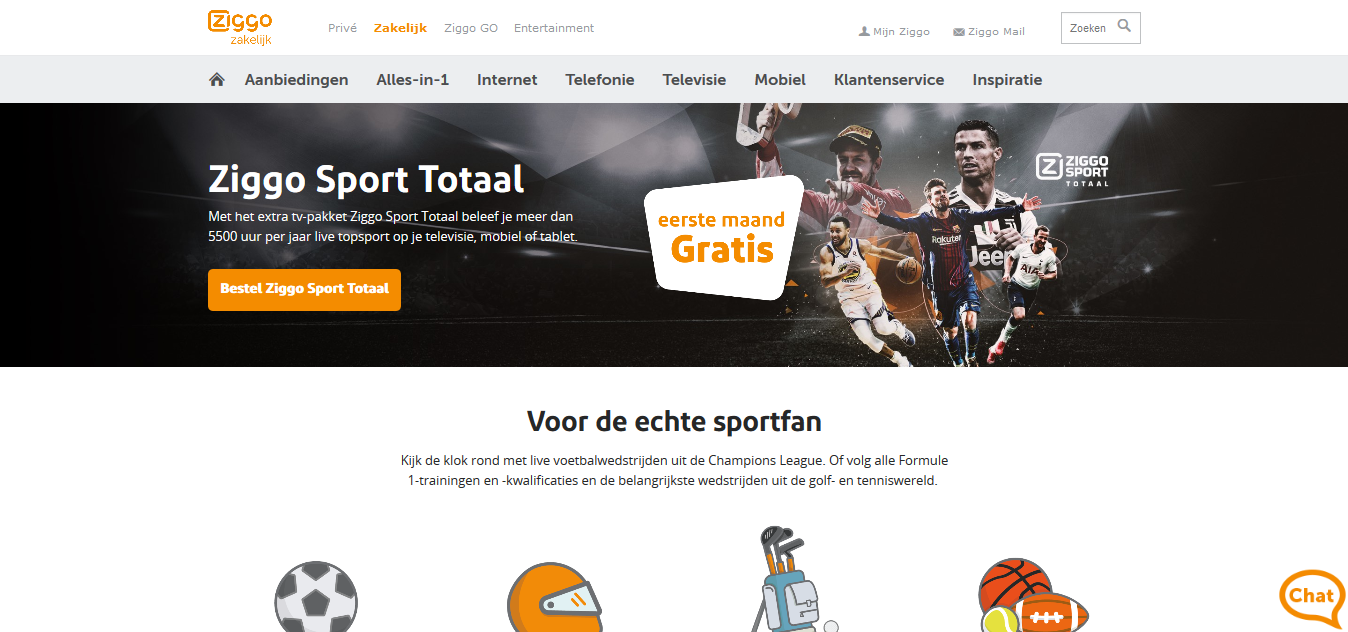 Ziggo
zakelijk
Privé Zakelijk Ziggo GO Entertainment
Mijn Ziggo Ziggo Mail
Zoeken
Aanbiedingen Alles-in-1 Internet Telefonie Televisie Mobiel Klantenservice Inspiratie
Ziggo Sport Totaal
Met het extra tv-pakket Ziggo Sport Totaal beleef je meer dan
5500 uur per jaar live topsport op je televisie, mobiel of tablet.
Bestel Ziggo Sport Totaal
eerste maand
Gratis
Rakuten
Jeep
AIA
ZIGGO
SPORT
TOTAAL
Voor de echte sportfan
Kijk de klok rond met live voetbalwedstrijden uit de Champions League. Of volg alle Formule
1-trainingen en -kwalificaties en de belangrijkste wedstrijden uit de golf- en tenniswereld.
Chat